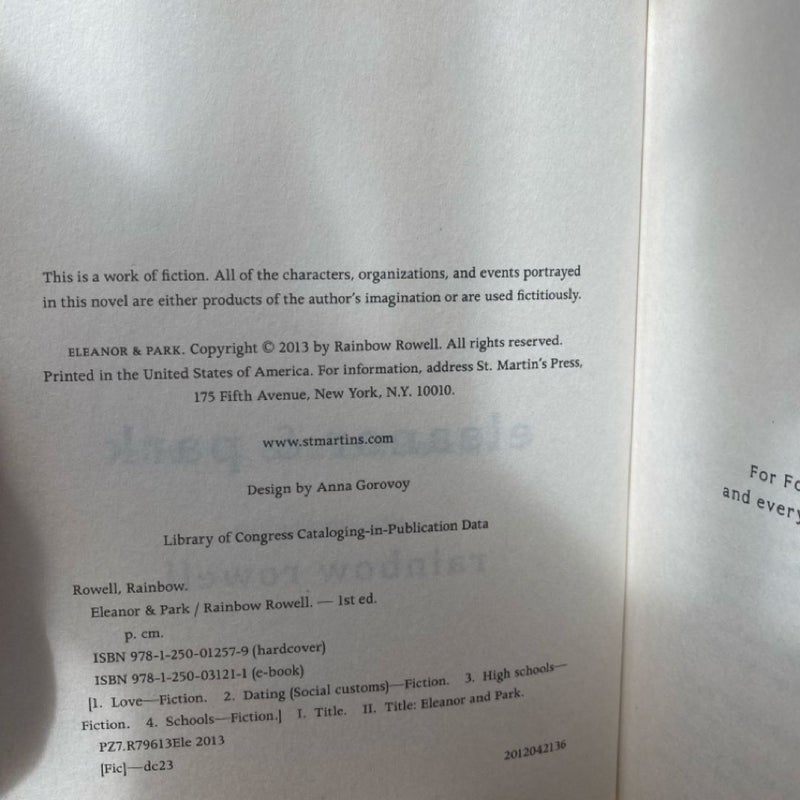 This is a work of fiction. All of the characters, organizations, and events portrayed
in this novel are either products of the author's imagination or are used fictitiously.
ELEANOR & PARK. Copyright © 2013 by Rainbow Rowell. All rights reserved.
Printed in the United States of America. For information, address St. Martin's Press,
175 Fifth Avenue, New York, N.Y. 10010.
eleanor & park
www.stmartins.com
Design by Anna Gorovoy
Library of Congress Cataloging-in-Publication Data
rainbow rowell
Rowell, Rainbow.
Eleanor & Park / Rainbow Rowell. — 1st ed.
p. cm.
ISBN 978-1-250-01257-9 (hardcover)
ISBN 978-1-250-03121-1 (e-book)
[1. Love—Fiction. 2. Dating (Social customs)—Fiction. 3. High schools—
Fiction. 4. Schools—Fiction.] I. Title. II. Title: Eleanor and Park.
PZ7.R79613Ele 2013
[Fic]—dc23
2012042136
For Fo
and every